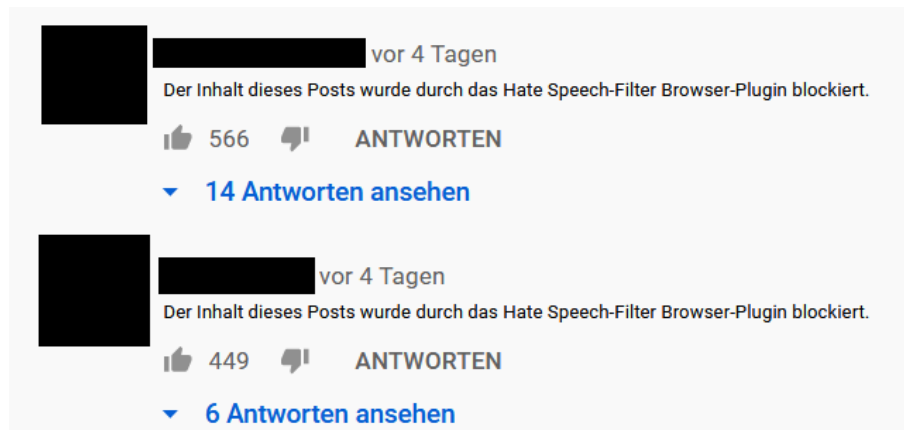 vor 4 Tagen
Der Inhalt dieses Posts wurde durch das Hate Speech-Filter Browser-Plugin blockiert.
566 ANTWORTEN
14 Antworten ansehen
vor 4 Tagen
Der Inhalt dieses Posts wurde durch das Hate Speech-Filter Browser-Plugin blockiert.
449 ANTWORTEN
6 Antworten ansehen